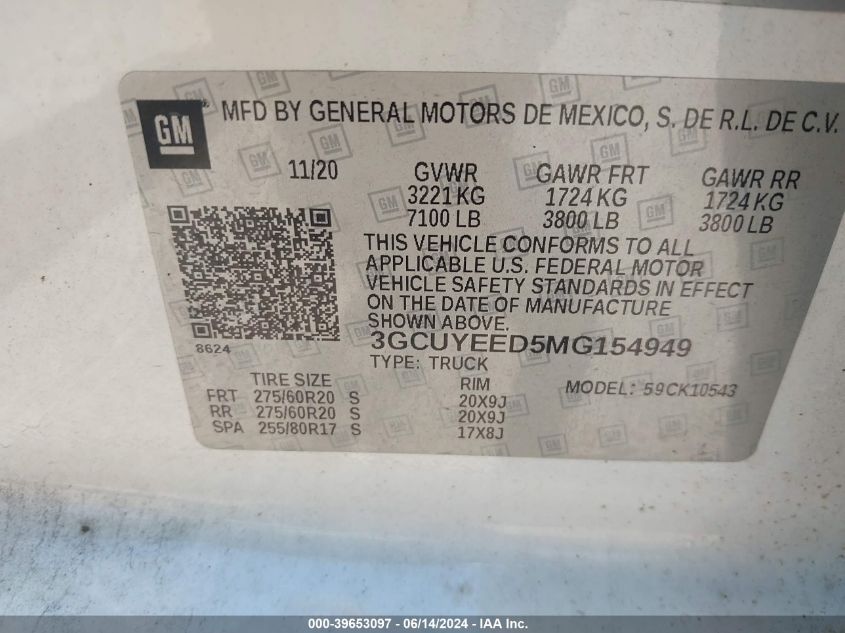 GM ® MFD BY GENERAL MOTORS DE MEXICO, S. DE R.L. DE C.V.
11/20 GVWR GAWR FRT GAWR RR
3221 KG 1724 KG 1724 KG
7100 LB 3800 LB 3800 LB
THIS VEHICLE CONFORMS TO ALL
APPLICABLE U.S. FEDERAL MOTOR
VEHICLE SAFETY STANDARDS IN EFFECT
ON THE DATE OF MANUFACTURE
SHOWN ABOVE.
8624 3GCUYEED5MG154949
TYPE: TRUCK
TIRE SIZE RIM MODEL: 59CK10543
FRT 275/60R20 S 20X9J
RR 275/60R20 S 20X9J
SPA 255/80R17 S 17X8J
000-39653097 - 06/14/2024 - IAA Inc.